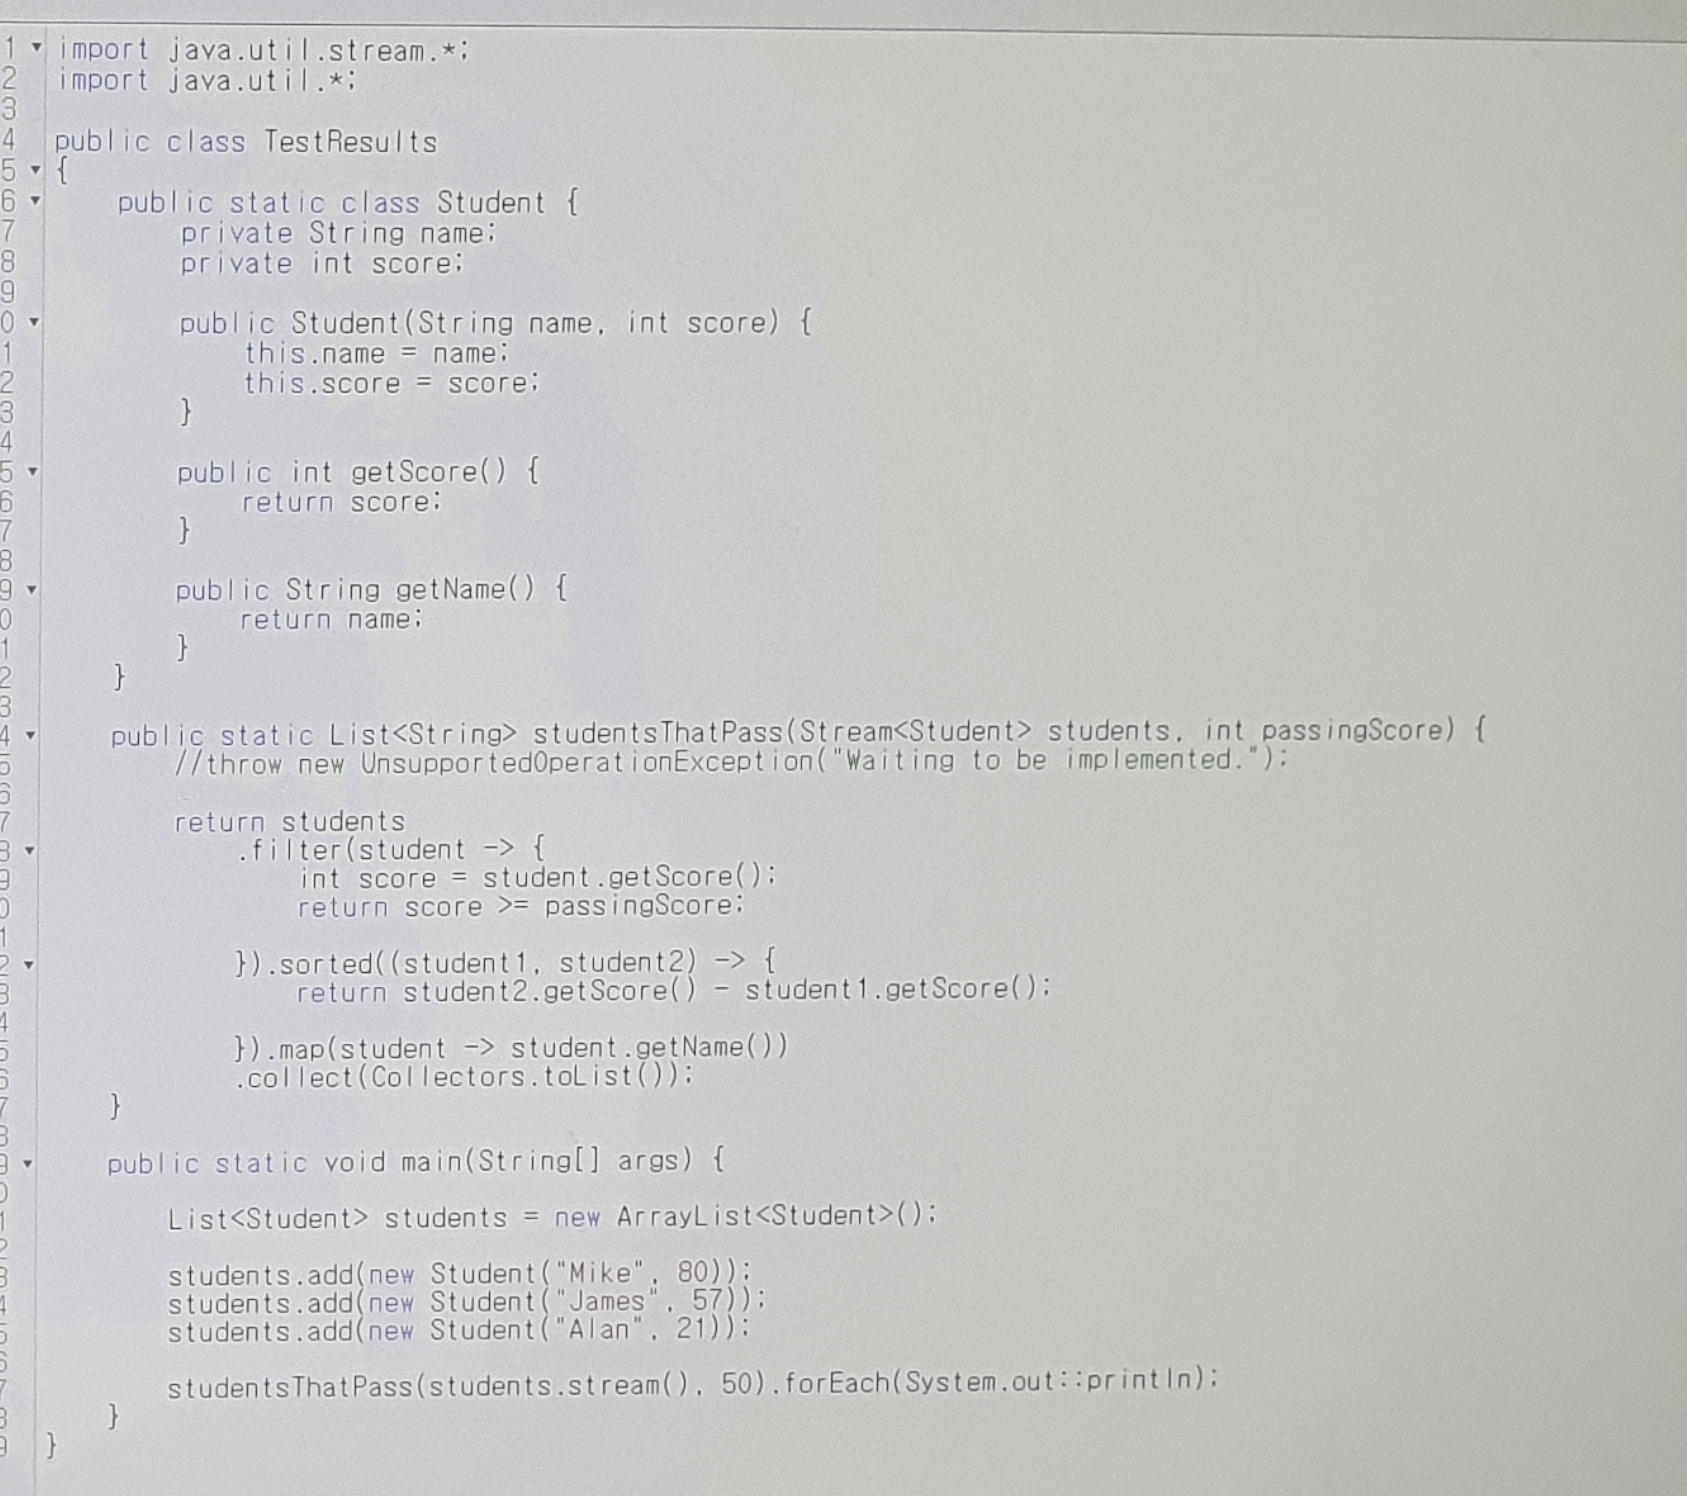 1 import java.util.stream.*;
2 import java.util.*;
3
4 public class TestResults
5 {
6 public static class Student {
7 private String name;
8 private int score;
9
0 public Student(String name, int score) {
1 this.name = name;
2 this.score = score;
3 }
4
5 public int getScore() {
6 return score;
7 }
8
9 public String getName() {
0 return name;
1 }
2 }
3
4 public static List<String> studentsThatPass(Stream<Student> students, int passingScore) {
5 //throw new UnsupportedOperationException("Waiting to be implemented.");
6
7 return students
8 .filter(student -> {
9 int score = student.getScore();
0 return score >= passingScore;
1
2 }).sorted((student1, student2) -> {
3 return student2.getScore() - student1.getScore();
4
5 }).map(student -> student.getName())
6 .collect(Collectors.toList());
7 }
8
9 public static void main(String[] args) {
0
1 List<Student> students = new ArrayList<Student>();
2
3 students.add(new Student("Mike", 80));
4 students.add(new Student("James", 57));
5 students.add(new Student("Alan", 21));
6
7 studentsThatPass(students.stream(), 50).forEach(System.out::println);
8 }
9 }